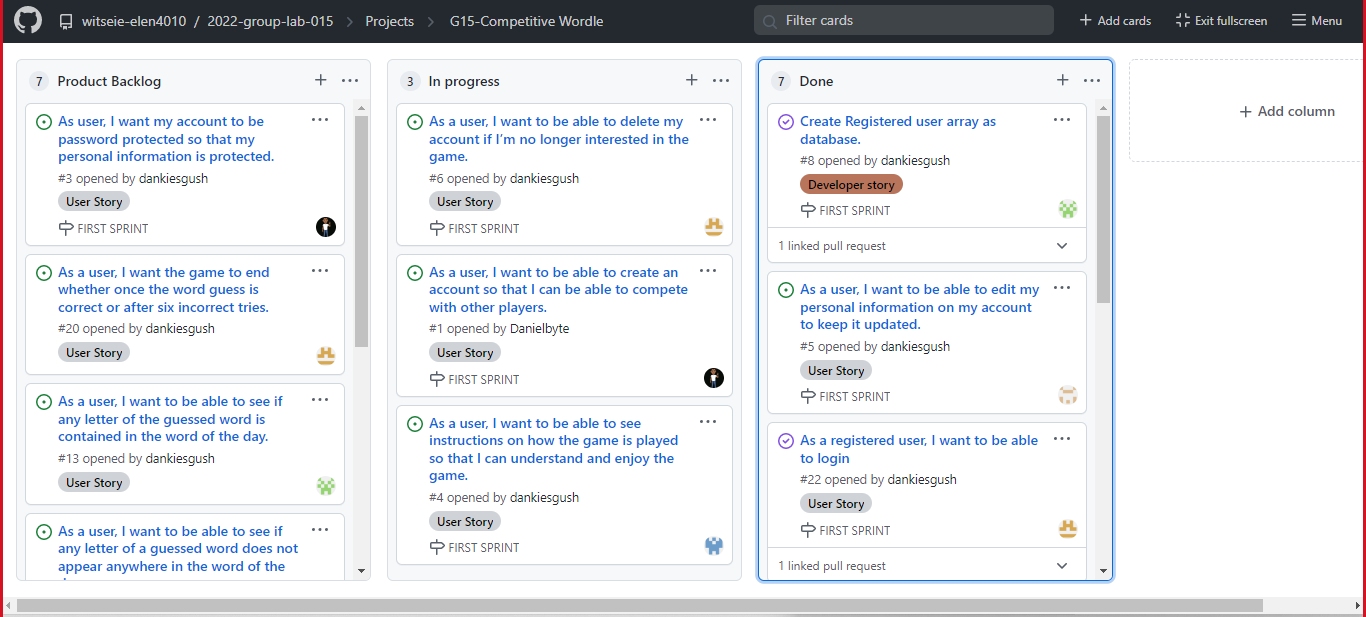 witseie-elen4010 / 2022-group-lab-015 > Projects > G15-Competitive Wordle
Filter cards
+ Add cards
Exit fullscreen
Menu
7 Product Backlog
As user, I want my account to be
password protected so that my
personal information is protected.
#3 opened by dankiesgush
User Story
FIRST SPRINT
As a user, I want the game to end
whether once the word guess is
correct or after six incorrect tries.
#20 opened by dankiesgush
User Story
As a user, I want to be able to see if
any letter of the guessed word is
contained in the word of the day.
#13 opened by dankiesgush
User Story
As a user, I want to be able to see if
any letter of a guessed word does not
appear anywhere in the word of the
3 In progress
As a user, I want to be able to delete my
account if I'm no longer interested in the
game.
#6 opened by dankiesgush
User Story
FIRST SPRINT
As a user, I want to be able to create an
account so that I can be able to compete
with other players.
#1 opened by Danielbyte
User Story
FIRST SPRINT
As a user, I want to be able to see
instructions on how the game is played
so that I can understand and enjoy the
game.
#4 opened by dankiesgush
User Story
FIRST SPRINT
7 Done
Create Registered user array as
database.
#8 opened by dankiesgush
Developer story
FIRST SPRINT
1 linked pull request
As a user, I want to be able to edit my
personal information on my account
to keep it updated.
#5 opened by dankiesgush
User Story
FIRST SPRINT
As a registered user, I want to be able
to login
#22 opened by dankiesgush
User Story
FIRST SPRINT
1 linked pull request
+ Add column